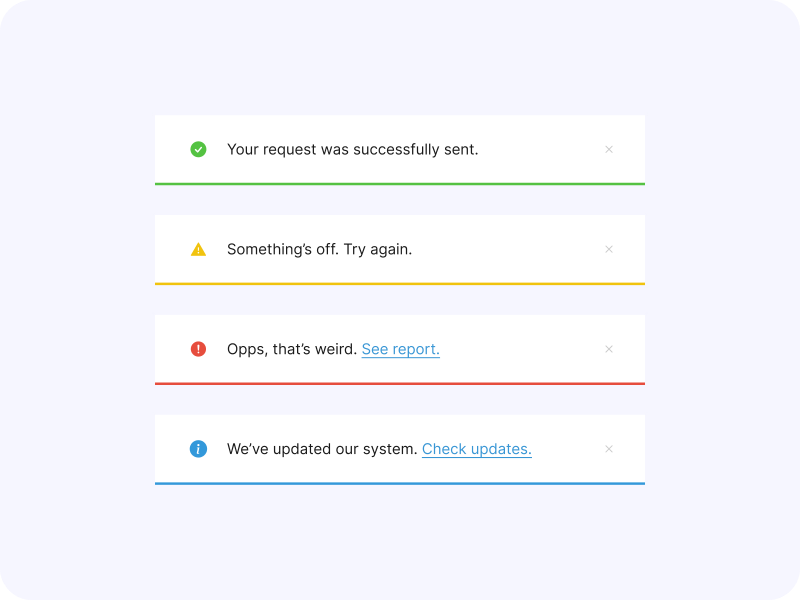 Your request was successfully sent.
Something’s off. Try again.
Opps, that’s weird. See report.
We’ve updated our system. Check updates.